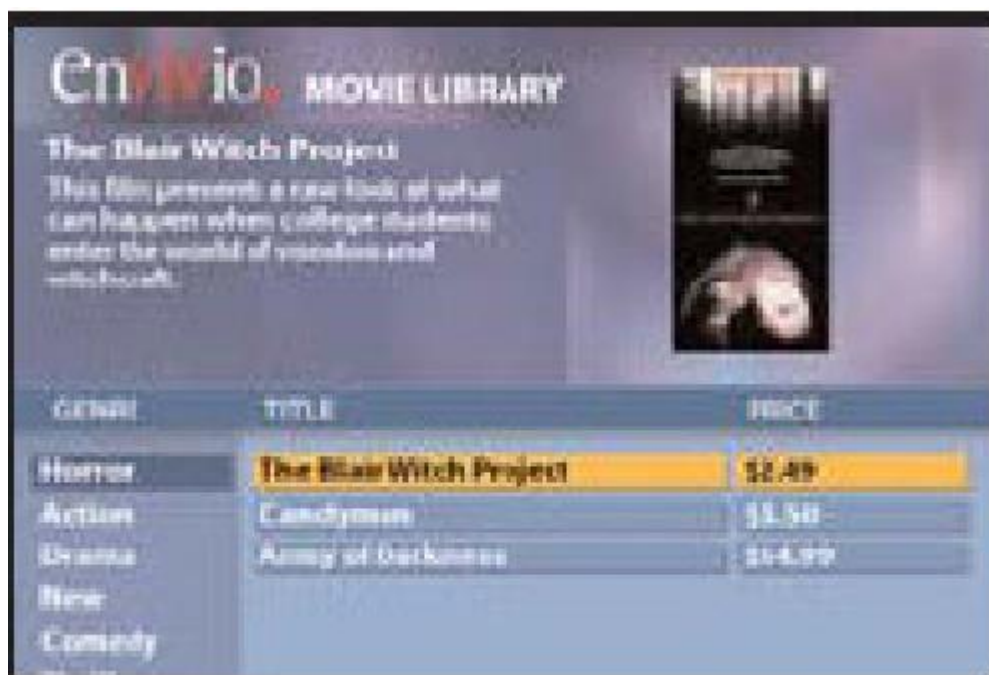 envivio. MOVIE LIBRARY
The Blair Witch Project
This film presents a raw look at what
can happen when college students
enter the world of voodoo and
witchcraft.
GENRE TITLE PRICE
Horror The Blair Witch Project $2.49
Action Candyman
Drama Army of Darkness
New
Comedy